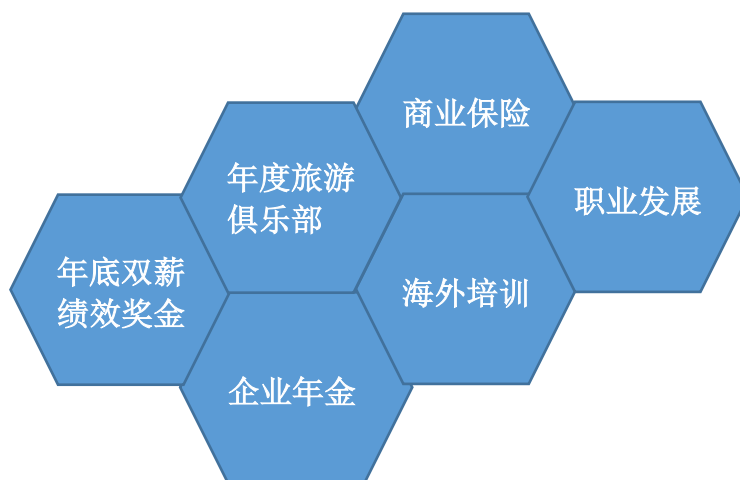 商业保险
年度旅游
俱乐部
职业发展
年底双薪
绩效奖金
海外培训
企业年金